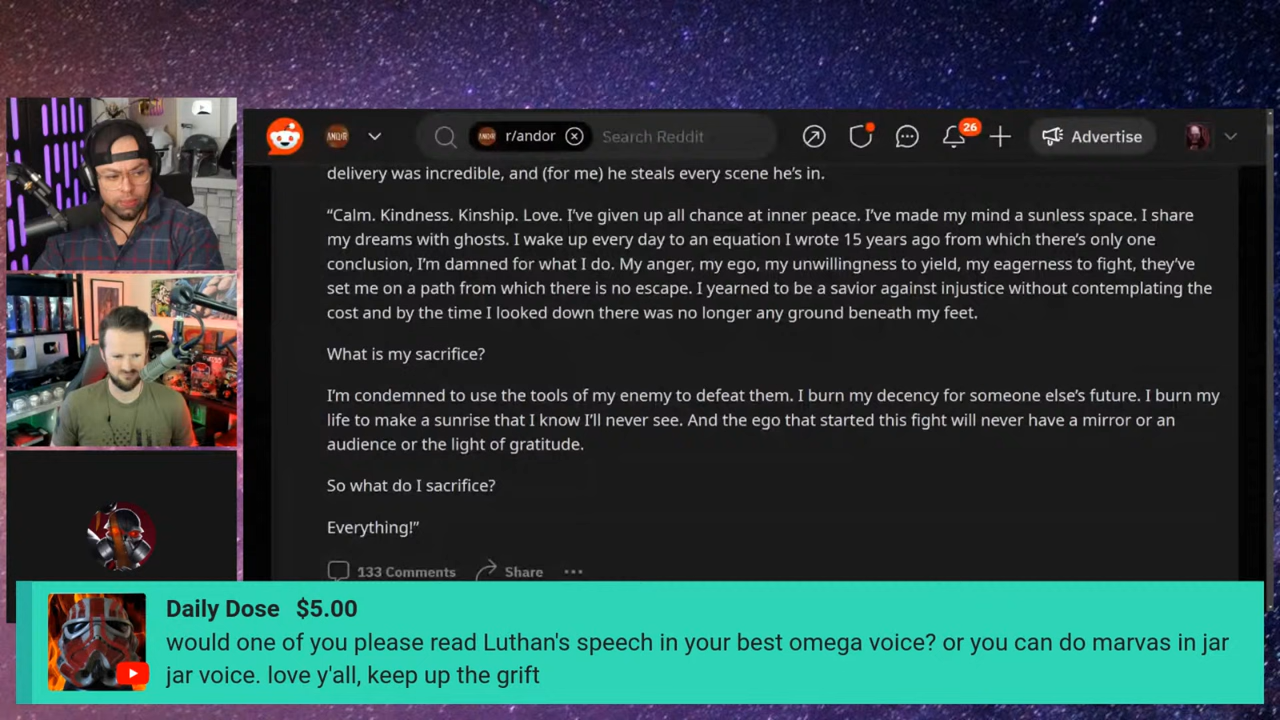 r/andor
Search Reddit
26
Advertise
delivery was incredible, and (for me) he steals every scene he's in.
“Calm. Kindness. Kinship. Love. I’ve given up all chance at inner peace. I’ve made my mind a sunless space. I share
my dreams with ghosts. I wake up every day to an equation I wrote 15 years ago from which there’s only one
conclusion, I’m damned for what I do. My anger, my ego, my unwillingness to yield, my eagerness to fight, they’ve
set me on a path from which there is no escape. I yearned to be a savior against injustice without contemplating the
cost and by the time I looked down there was no longer any ground beneath my feet.
What is my sacrifice?
I’m condemned to use the tools of my enemy to defeat them. I burn my decency for someone else’s future. I burn my
life to make a sunrise that I know I’ll never see. And the ego that started this fight will never have a mirror or an
audience or the light of gratitude.
So what do I sacrifice?
Everything!”
133 Comments Share
Daily Dose $5.00
would one of you please read Luthan's speech in your best omega voice? or you can do marvas in jar
jar voice. love y'all, keep up the grift